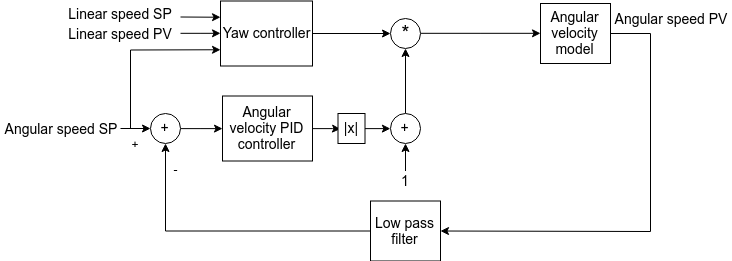 Linear speed SP
Linear speed PV
Yaw controller
*
Angular
velocity
model
Angular speed PV
Angular speed SP
+
+
-
Angular
velocity PID
controller
|x|
+
1
Low pass
filter